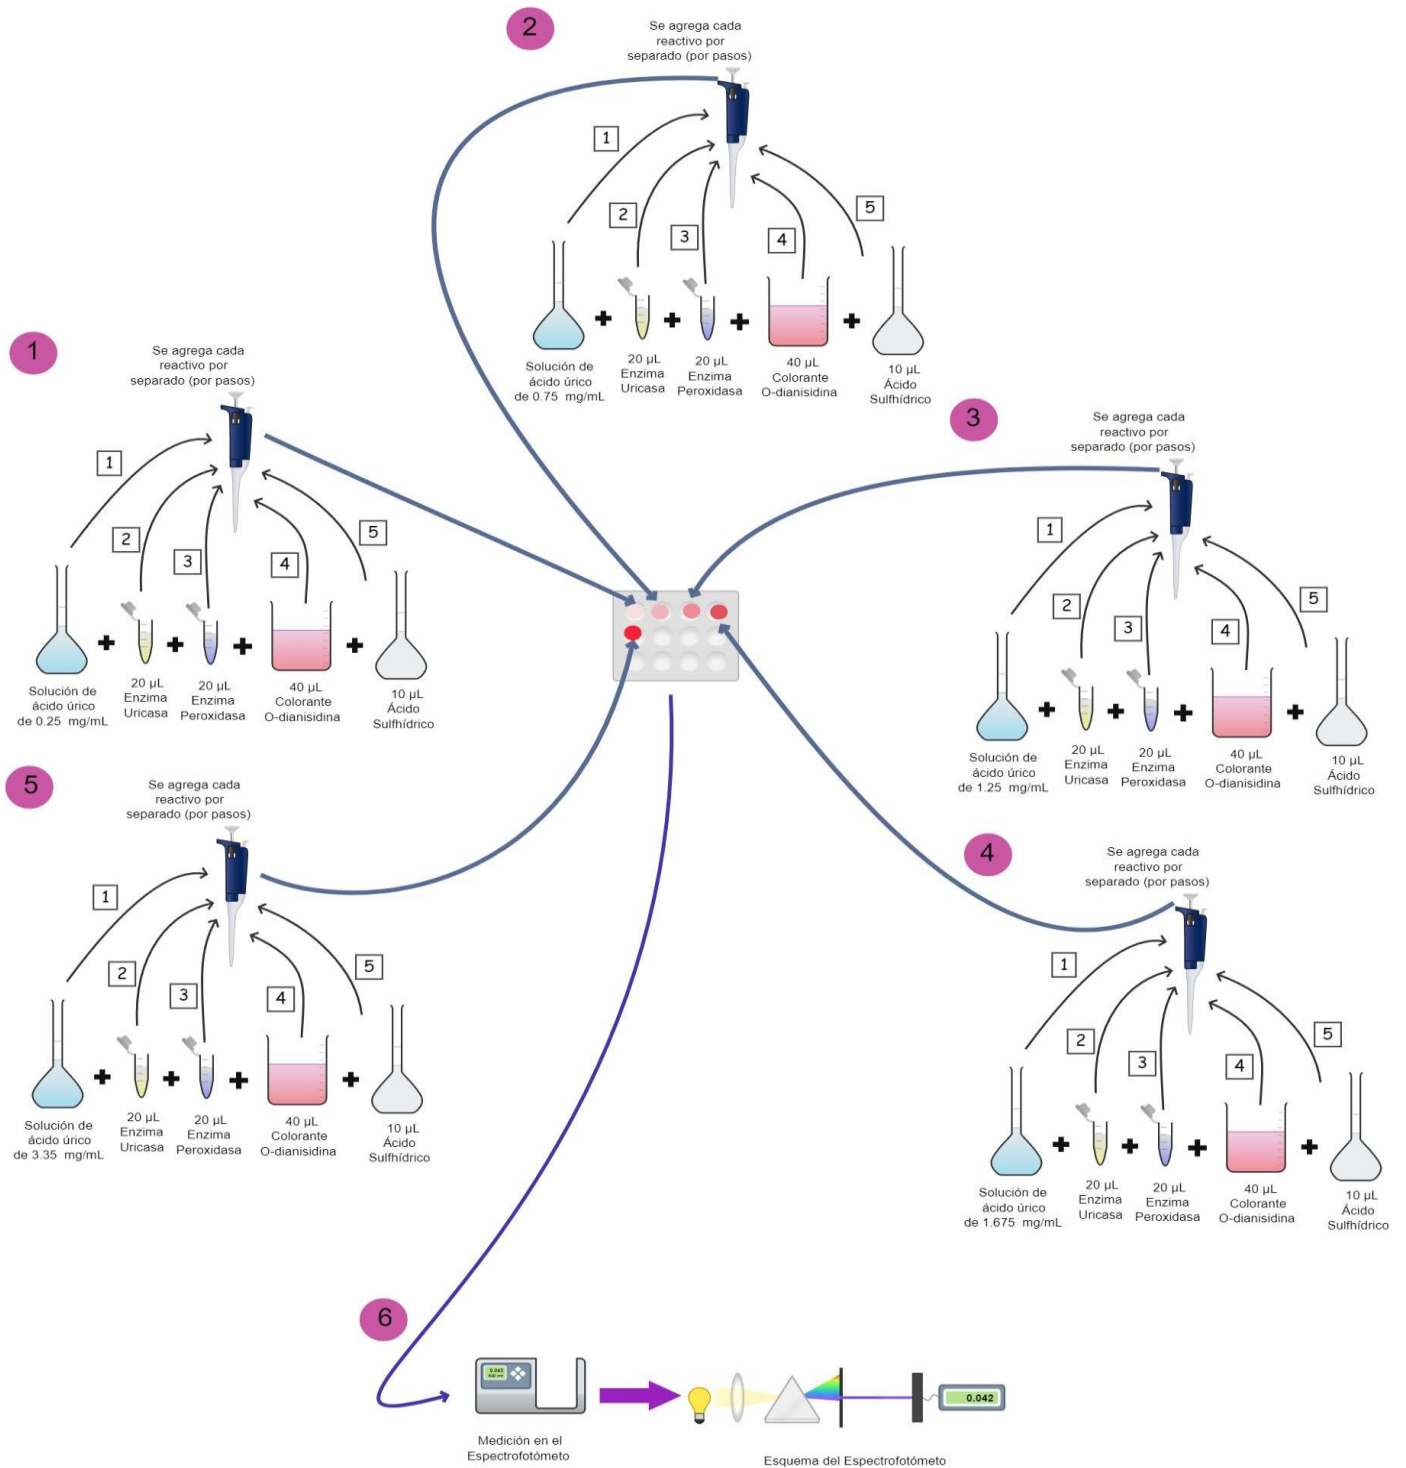 2
Se agrega cada
reactivo por
separado (por pasos)
1
2
3
4
5
Solución de
ácido úrico
de 0.75 mg/mL
20 µL
Enzima
Uricasa
20 µL
Enzima
Peroxidasa
40 µL
Colorante
O-dianisidina
10 µL
Ácido
Sulfhídrico
1
Se agrega cada
reactivo por
separado (por pasos)
1
2
3
4
5
Solución de
ácido úrico
de 0.25 mg/mL
20 µL
Enzima
Uricasa
20 µL
Enzima
Peroxidasa
40 µL
Colorante
O-dianisidina
10 µL
Ácido
Sulfhídrico
3
Se agrega cada
reactivo por
separado (por pasos)
1
2
3
4
5
Solución de
ácido úrico
de 1.25 mg/mL
20 µL
Enzima
Uricasa
20 µL
Enzima
Peroxidasa
40 µL
Colorante
O-dianisidina
10 µL
Ácido
Sulfhídrico
5
Se agrega cada
reactivo por
separado (por pasos)
1
2
3
4
5
Solución de
ácido úrico
de 3.35 mg/mL
20 µL
Enzima
Uricasa
20 µL
Enzima
Peroxidasa
40 µL
Colorante
O-dianisidina
10 µL
Ácido
Sulfhídrico
4
Se agrega cada
reactivo por
separado (por pasos)
1
2
3
4
5
Solución de
ácido úrico
de 1.675 mg/mL
20 µL
Enzima
Uricasa
20 µL
Enzima
Peroxidasa
40 µL
Colorante
O-dianisidina
10 µL
Ácido
Sulfhídrico
6
0.042
Medición en el
Espectrofotómeto
0.042
Esquema del Espectrofotómeto